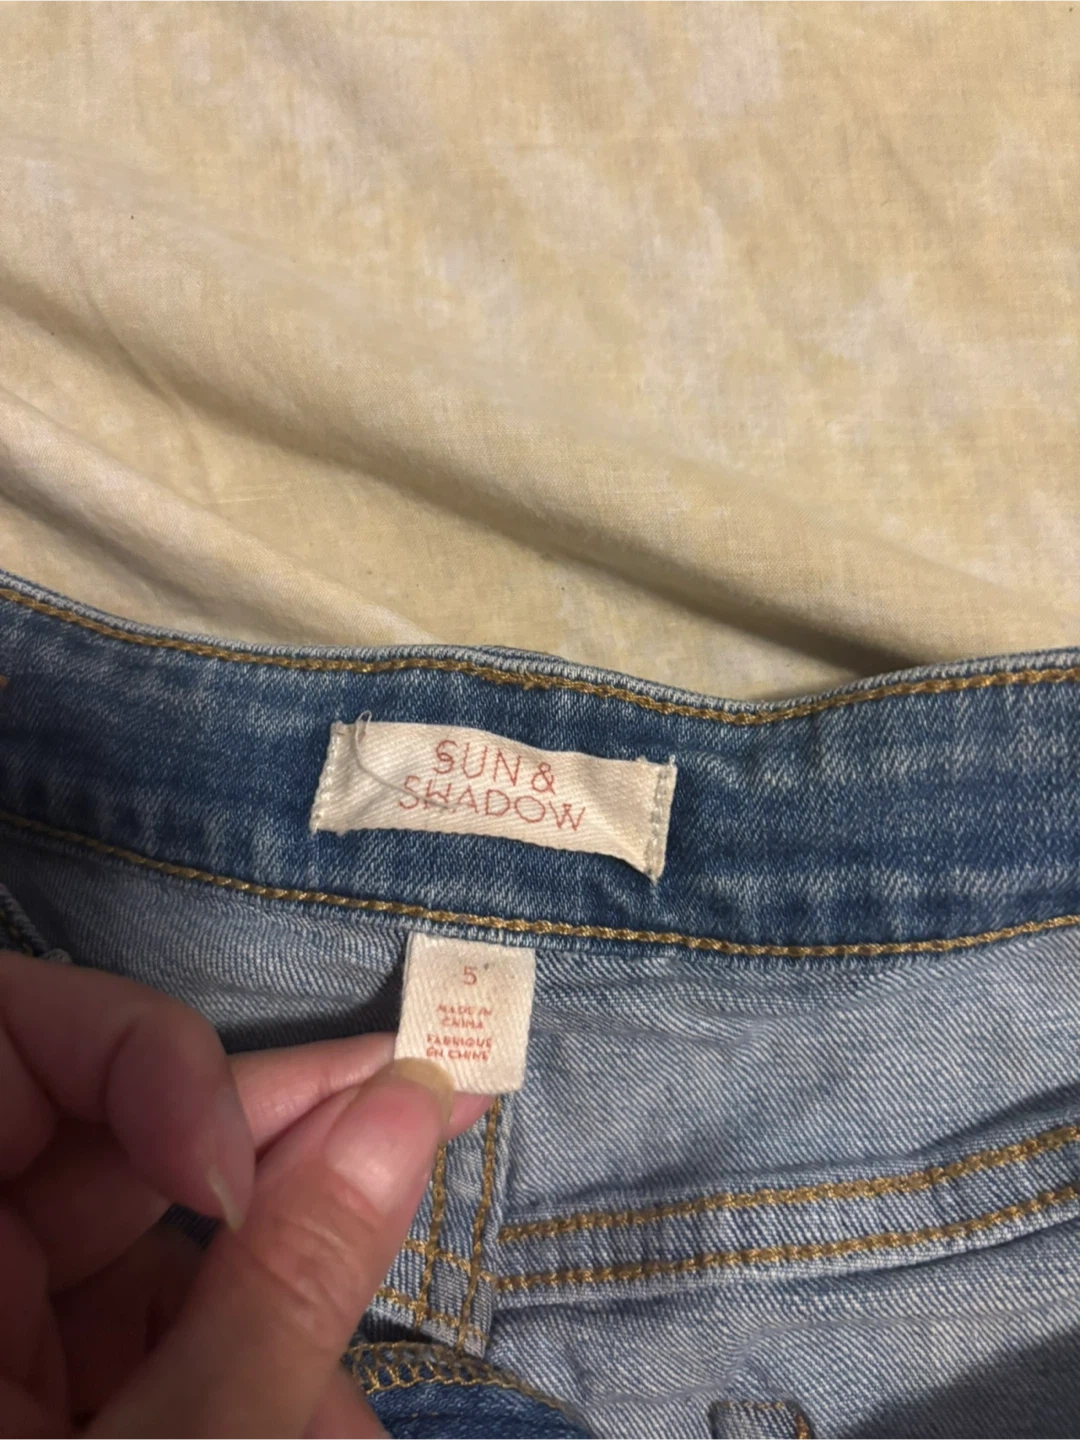 SUN &
SHADOW
5
MADE IN
CHINA
FABRIQUÉ
EN CHINE